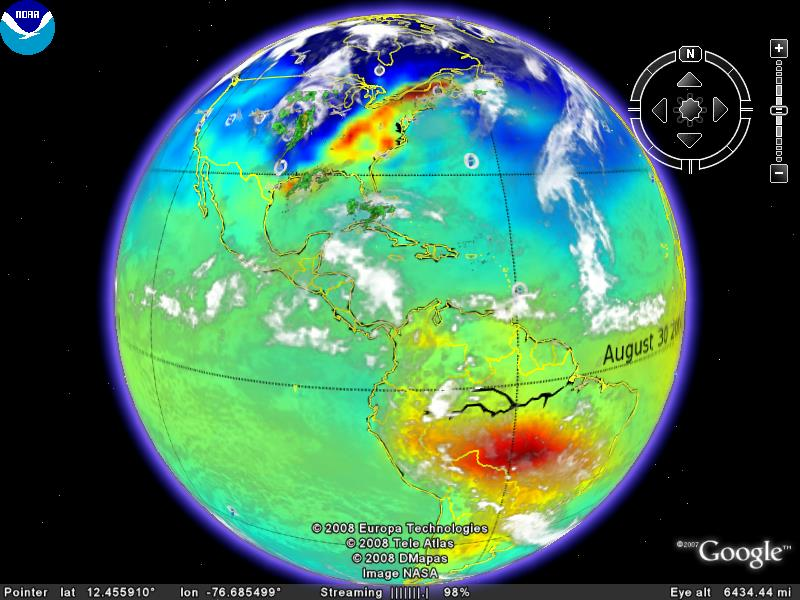 NOAA
N
August 30 20
© 2008 Europa Technologies
© 2008 Tele Atlas
© 2008 DMapas
Image NASA
©2007 Google™
Pointer lat 12.455910° lon -76.685499° Streaming 98% Eye alt 6434.44 mi